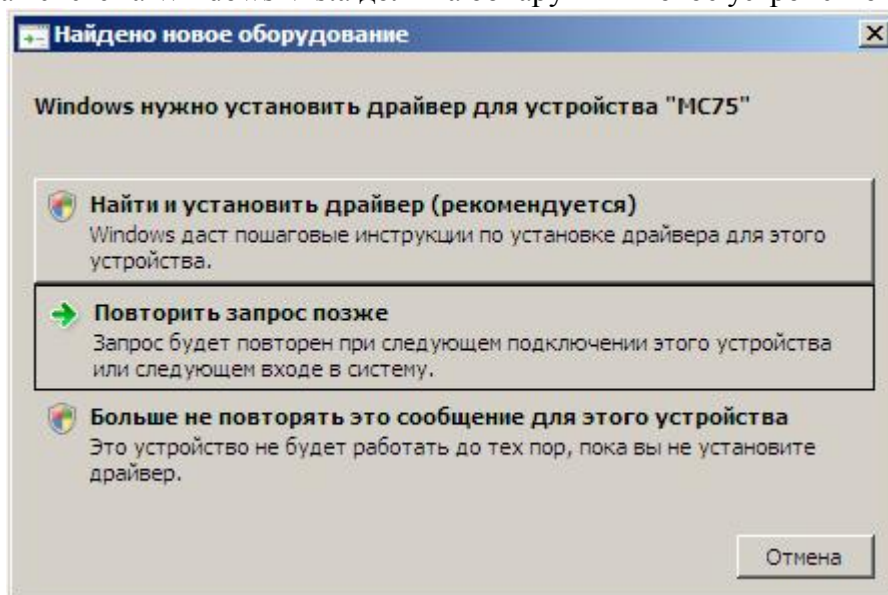 Windows Vista
Найдено новое оборудование
Windows нужно установить драйвер для устройства "MC75"
Найти и установить драйвер (рекомендуется)
Windows даст пошаговые инструкции по установке драйвера для этого
устройства.
Повторить запрос позже
Запрос будет повторен при следующем подключении этого устройства
или следующем входе в систему.
Больше не повторять это сообщение для этого устройства
Это устройство не будет работать до тех пор, пока вы не установите
драйвер.
Отмена